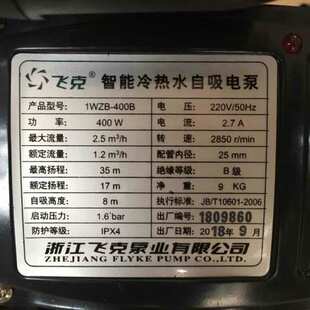 飞克® 智能冷热水自吸电泵
产品型号: 1WZB-400B 电 压: 220V/50Hz
功 率: 400 W 电 流: 2.7 A
最大流量: 2.5 m³/h 转 速: 2850 r/min
额定流量: 1.2 m³/h 配管内径: 25 mm
最高扬程: 35 m 绝缘等级: B 级
额定扬程: 17 m 净 重: 9 KG
自吸高度: 8 m 执行标准: JB/T10601-2006
启动压力: 1.6 bar 出厂编号 1809860
防护等级: IPX4 出厂日期: 2018年9月
浙江飞克泵业有限公司
ZHEJIANG FLYKE PUMP CO., LTD.